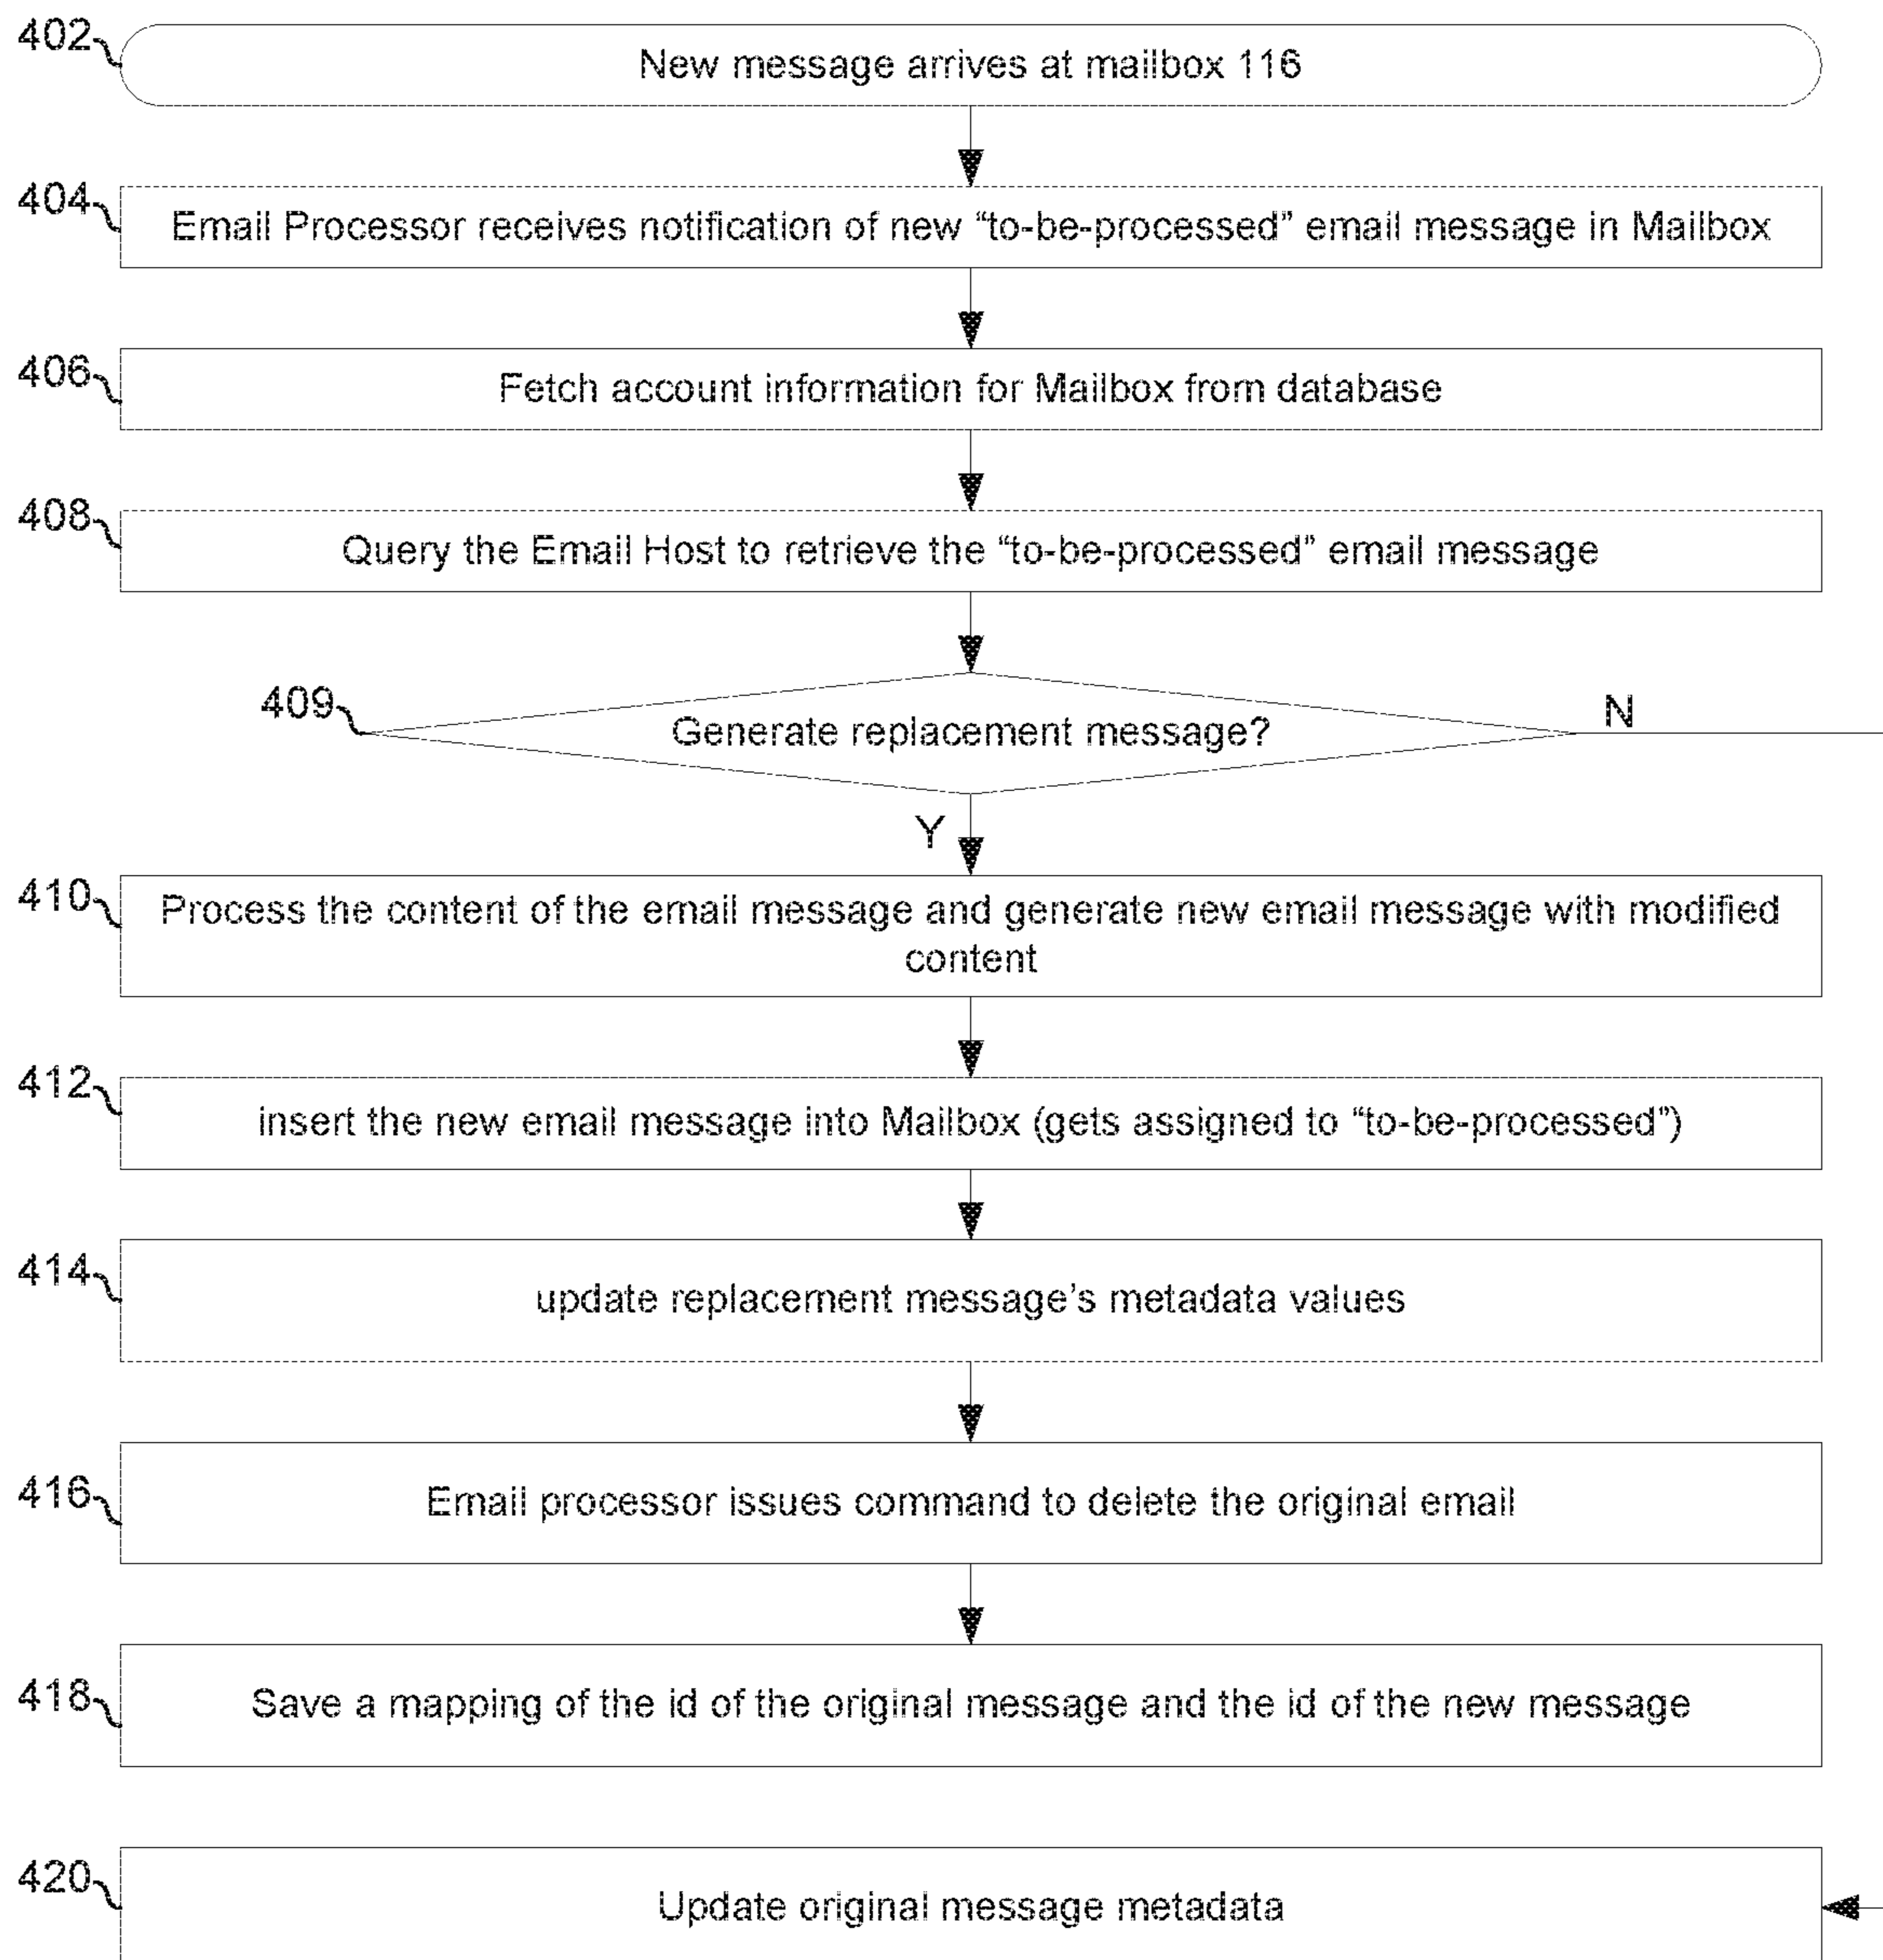 402
New message arrives at mailbox 116
404
Email Processor receives notification of new “to-be-processed” email message in Mailbox
406
Fetch account information for Mailbox from database
408
Query the Email Host to retrieve the “to-be-processed” email message
409
Generate replacement message?
N
Y
410
Process the content of the email message and generate new email message with modified
content
412
insert the new email message into Mailbox (gets assigned to “to-be-processed”)
414
update replacement message’s metadata values
416
Email processor issues command to delete the original email
418
Save a mapping of the id of the original message and the id of the new message
420
Update original message metadata